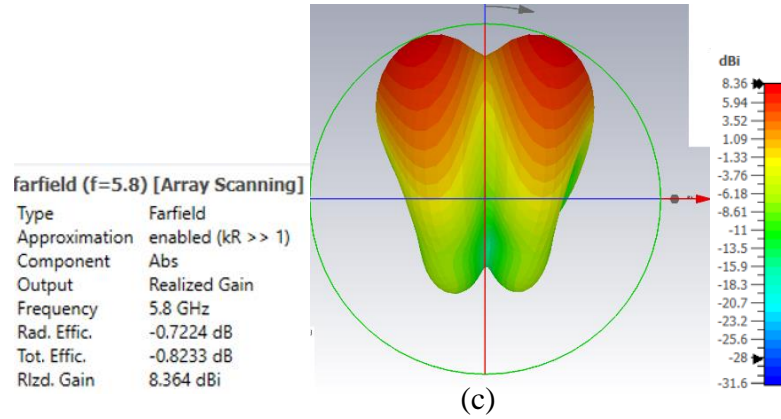 farfield (f=5.8) [Array Scanning]
Type Farfield
Approximation enabled (kR >> 1)
Component Abs
Output Realized Gain
Frequency 5.8 GHz
Rad. Effic. -0.7224 dB
Tot. Effic. -0.8233 dB
Rlzd. Gain 8.364 dBi
dBi
8.36
5.94
3.52
1.09
-1.33
-3.76
-6.18
-8.61
-11
-13.5
-15.9
-18.3
-20.7
-23.2
-25.6
-28
-31.6
(c)